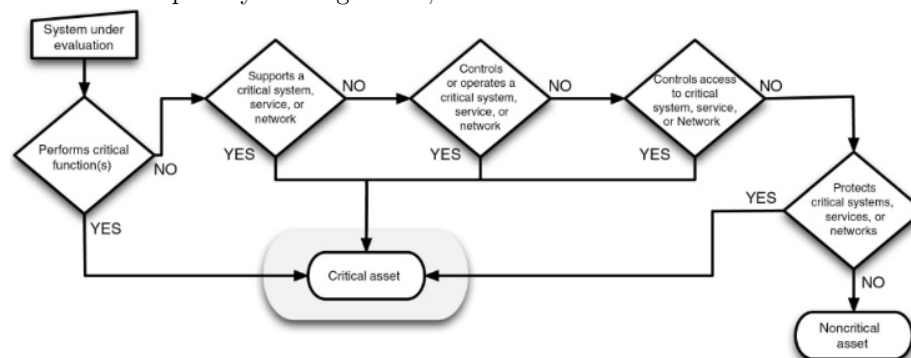 System under
evaluation
Performs critical
function(s)
YES
NO
Supports a
critical system,
service, or
network
YES
NO
Controls
or operates a
critical system,
service, or
network
YES
NO
Controls access
to critical
system, service,
or Network
YES
NO
Protects
critical systems,
services, or
networks
YES
NO
Critical asset
Noncritical
asset